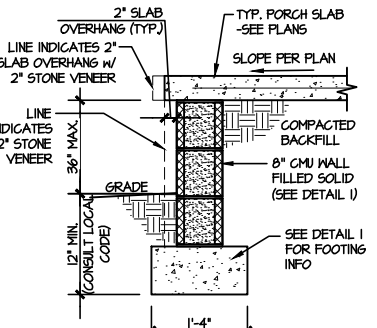 2" SLAB
OVERHANG (TYP.)
TYP. PORCH SLAB
-SEE PLANS
LINE INDICATES 2"
SLAB OVERHANG W/
2" STONE VENEER
SLOPE PER PLAN
LINE
INDICATES
2" STONE
VENEER
COMPACTED
BACKFILL
36" MAX.
8" CMU WALL
FILLED SOLID
(SEE DETAIL 1)
GRADE
12" MIN.
(CONSULT LOCAL
CODE)
SEE DETAIL 1
FOR FOOTING
INFO
1'-4"